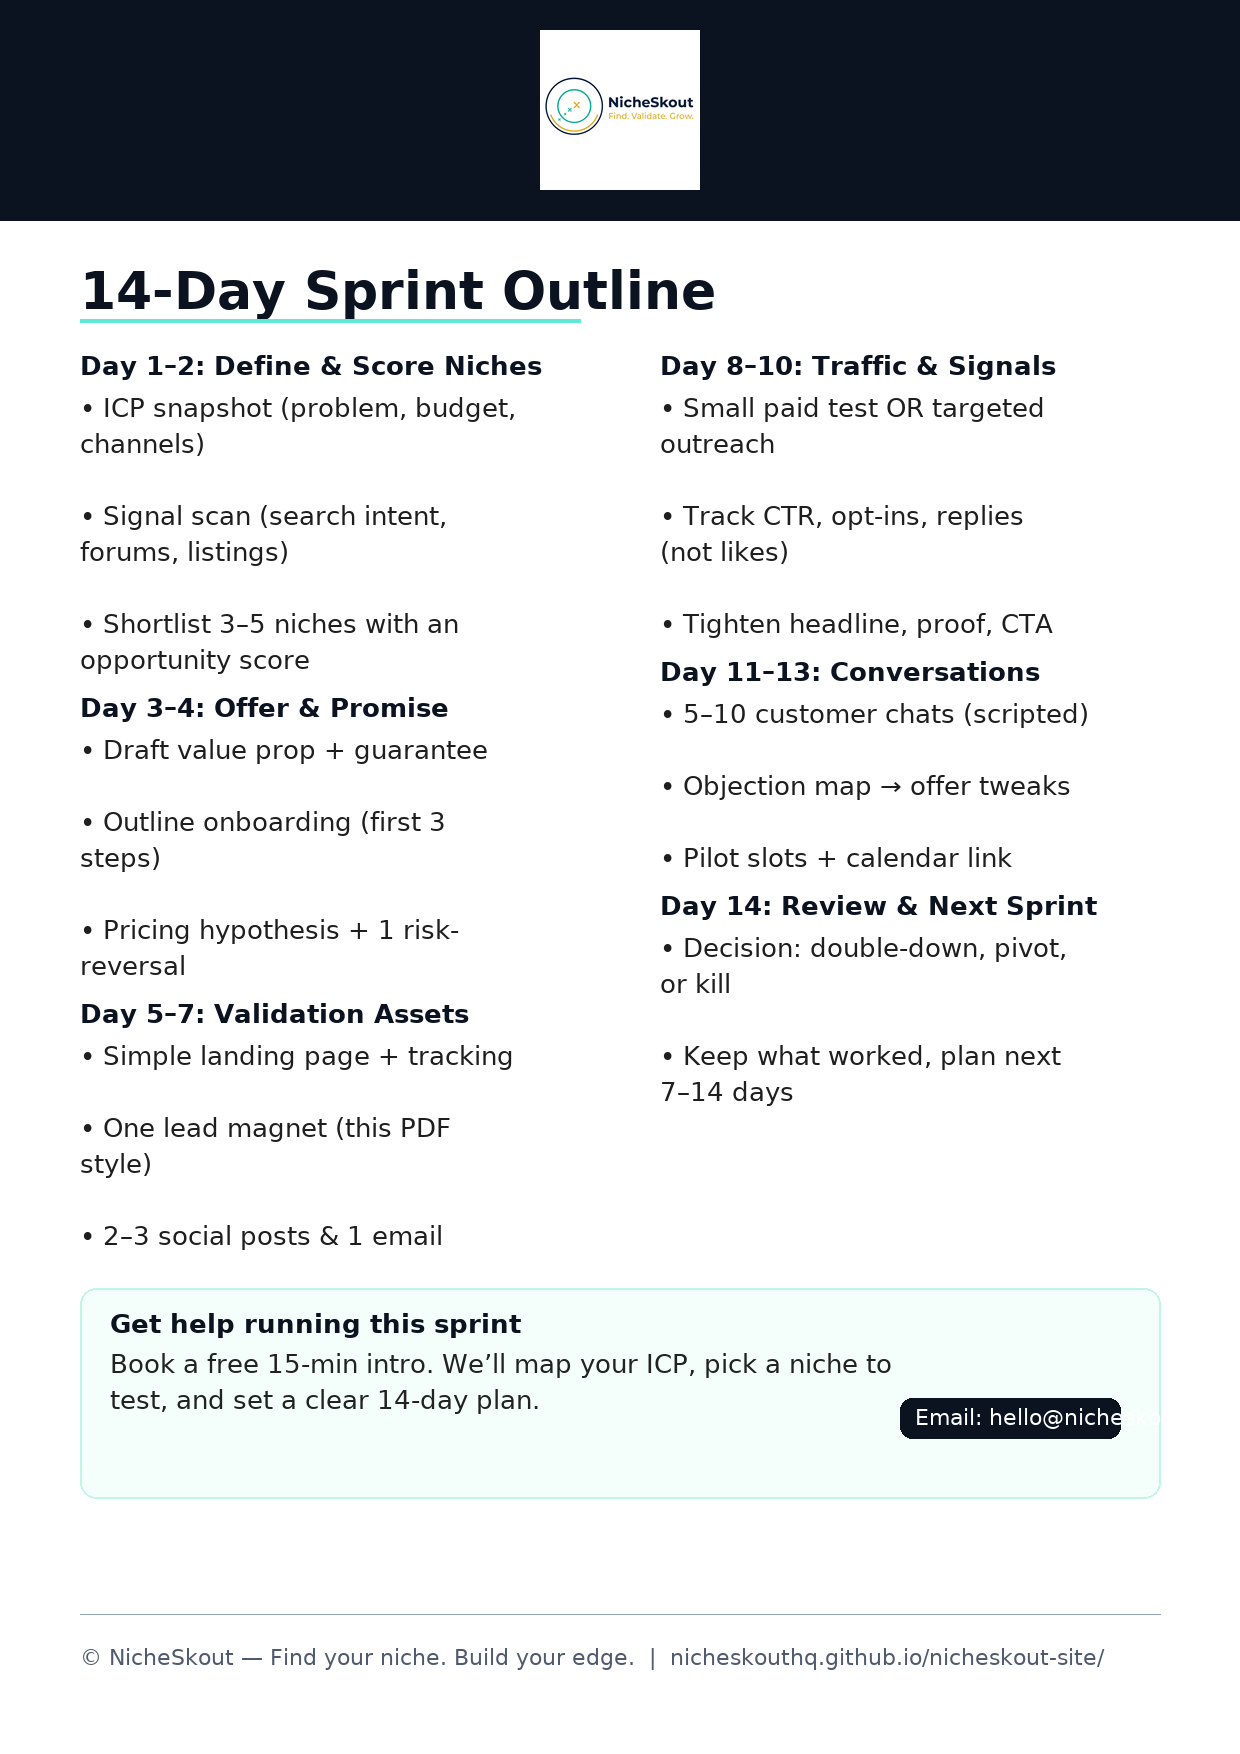 NicheSkout
Find. Validate. Grow.
14-Day Sprint Outline
Day 1–2: Define & Score Niches
• ICP snapshot (problem, budget,
channels)
• Signal scan (search intent,
forums, listings)
• Shortlist 3–5 niches with an
opportunity score
Day 3–4: Offer & Promise
• Draft value prop + guarantee
• Outline onboarding (first 3
steps)
• Pricing hypothesis + 1 risk-
reversal
Day 5–7: Validation Assets
• Simple landing page + tracking
• One lead magnet (this PDF
style)
• 2–3 social posts & 1 email
Day 8–10: Traffic & Signals
• Small paid test OR targeted
outreach
• Track CTR, opt-ins, replies
(not likes)
• Tighten headline, proof, CTA
Day 11–13: Conversations
• 5–10 customer chats (scripted)
• Objection map → offer tweaks
• Pilot slots + calendar link
Day 14: Review & Next Sprint
• Decision: double-down, pivot,
or kill
• Keep what worked, plan next
7–14 days
Get help running this sprint
Book a free 15-min intro. We’ll map your ICP, pick a niche to
test, and set a clear 14-day plan.
Email: hello@nichesko
© NicheSkout — Find your niche. Build your edge. | nicheskouthq.github.io/nicheskout-site/